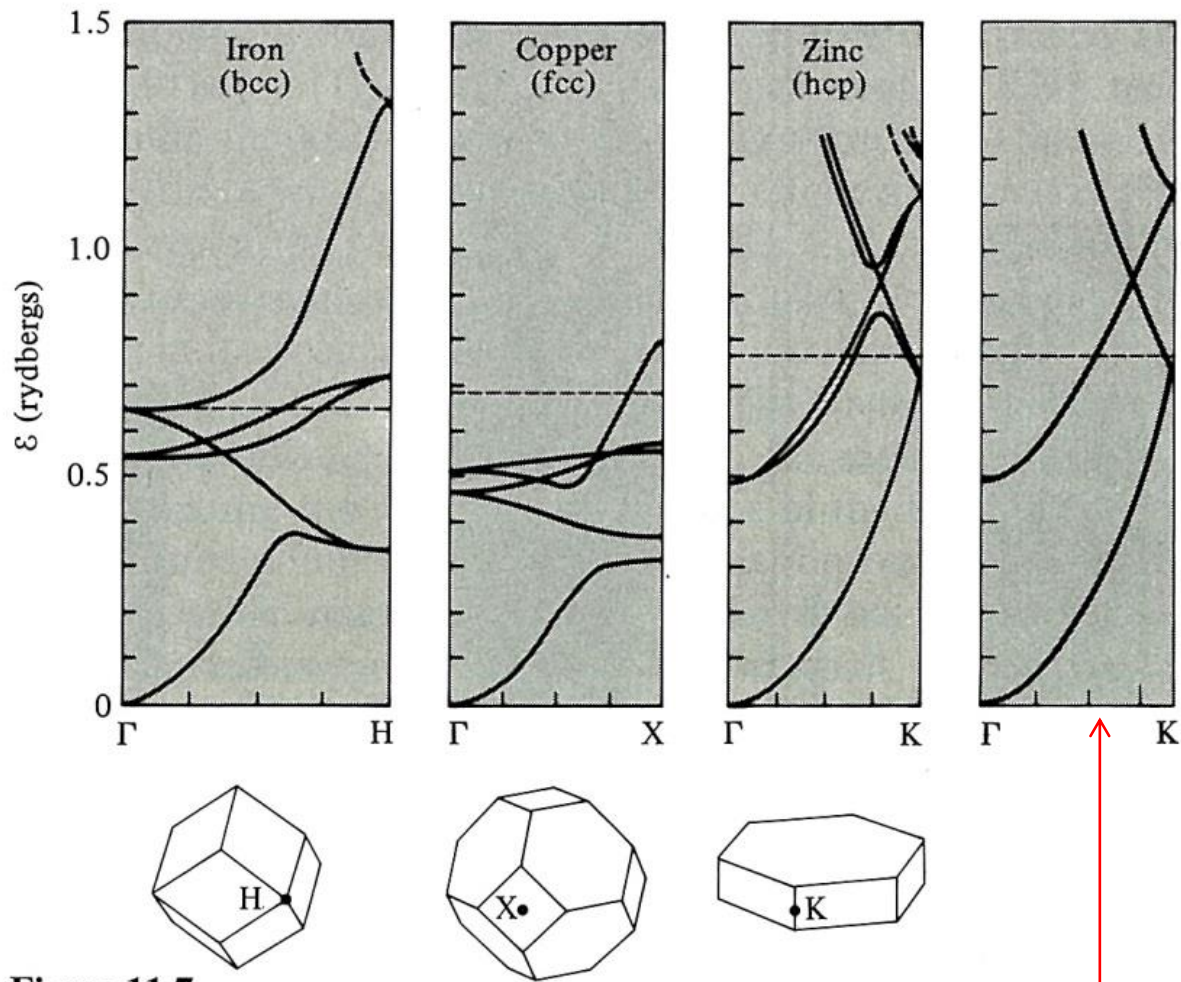 1.5
Iron
(bcc)
Copper
(fcc)
Zinc
(hcp)
1.0
ℰ (rydbergs)
0.5
0
Γ
H
Γ
X
Γ
K
Γ
K
H
X
K